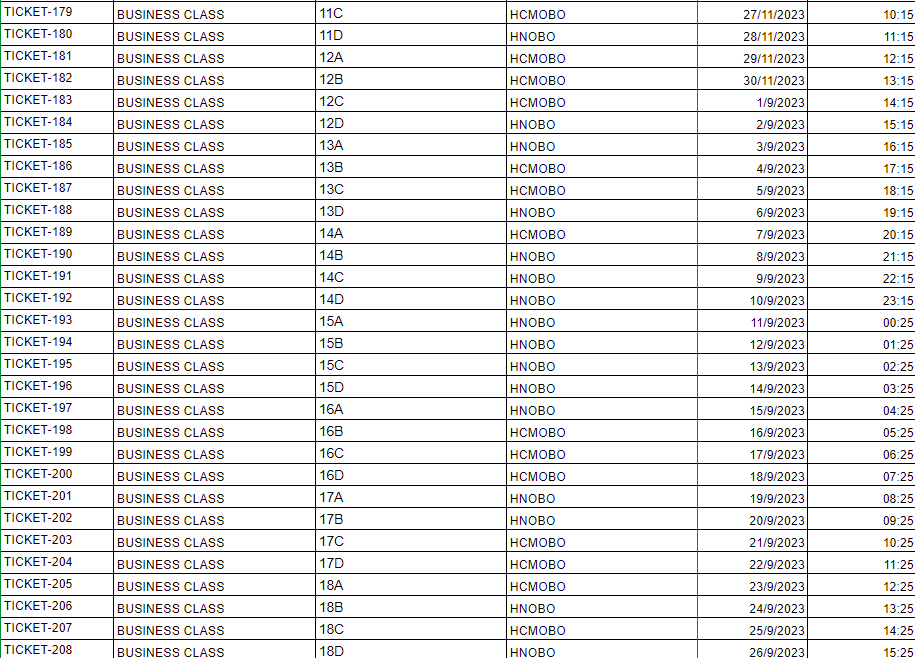 TICKET-179 BUSINESS CLASS 11C HCMOBO 27/11/2023 10:15
TICKET-180 BUSINESS CLASS 11D HNOBO 28/11/2023 11:15
TICKET-181 BUSINESS CLASS 12A HCMOBO 29/11/2023 12:15
TICKET-182 BUSINESS CLASS 12B HCMOBO 30/11/2023 13:15
TICKET-183 BUSINESS CLASS 12C HCMOBO 1/9/2023 14:15
TICKET-184 BUSINESS CLASS 12D HNOBO 2/9/2023 15:15
TICKET-185 BUSINESS CLASS 13A HNOBO 3/9/2023 16:15
TICKET-186 BUSINESS CLASS 13B HCMOBO 4/9/2023 17:15
TICKET-187 BUSINESS CLASS 13C HCMOBO 5/9/2023 18:15
TICKET-188 BUSINESS CLASS 13D HNOBO 6/9/2023 19:15
TICKET-189 BUSINESS CLASS 14A HCMOBO 7/9/2023 20:15
TICKET-190 BUSINESS CLASS 14B HNOBO 8/9/2023 21:15
TICKET-191 BUSINESS CLASS 14C HNOBO 9/9/2023 22:15
TICKET-192 BUSINESS CLASS 14D HNOBO 10/9/2023 23:15
TICKET-193 BUSINESS CLASS 15A HNOBO 11/9/2023 00:25
TICKET-194 BUSINESS CLASS 15B HNOBO 12/9/2023 01:25
TICKET-195 BUSINESS CLASS 15C HNOBO 13/9/2023 02:25
TICKET-196 BUSINESS CLASS 15D HNOBO 14/9/2023 03:25
TICKET-197 BUSINESS CLASS 16A HNOBO 15/9/2023 04:25
TICKET-198 BUSINESS CLASS 16B HCMOBO 16/9/2023 05:25
TICKET-199 BUSINESS CLASS 16C HCMOBO 17/9/2023 06:25
TICKET-200 BUSINESS CLASS 16D HCMOBO 18/9/2023 07:25
TICKET-201 BUSINESS CLASS 17A HNOBO 19/9/2023 08:25
TICKET-202 BUSINESS CLASS 17B HNOBO 20/9/2023 09:25
TICKET-203 BUSINESS CLASS 17C HCMOBO 21/9/2023 10:25
TICKET-204 BUSINESS CLASS 17D HCMOBO 22/9/2023 11:25
TICKET-205 BUSINESS CLASS 18A HCMOBO 23/9/2023 12:25
TICKET-206 BUSINESS CLASS 18B HNOBO 24/9/2023 13:25
TICKET-207 BUSINESS CLASS 18C HCMOBO 25/9/2023 14:25
TICKET-208 BUSINESS CLASS 18D HNOBO 26/9/2023 15:25